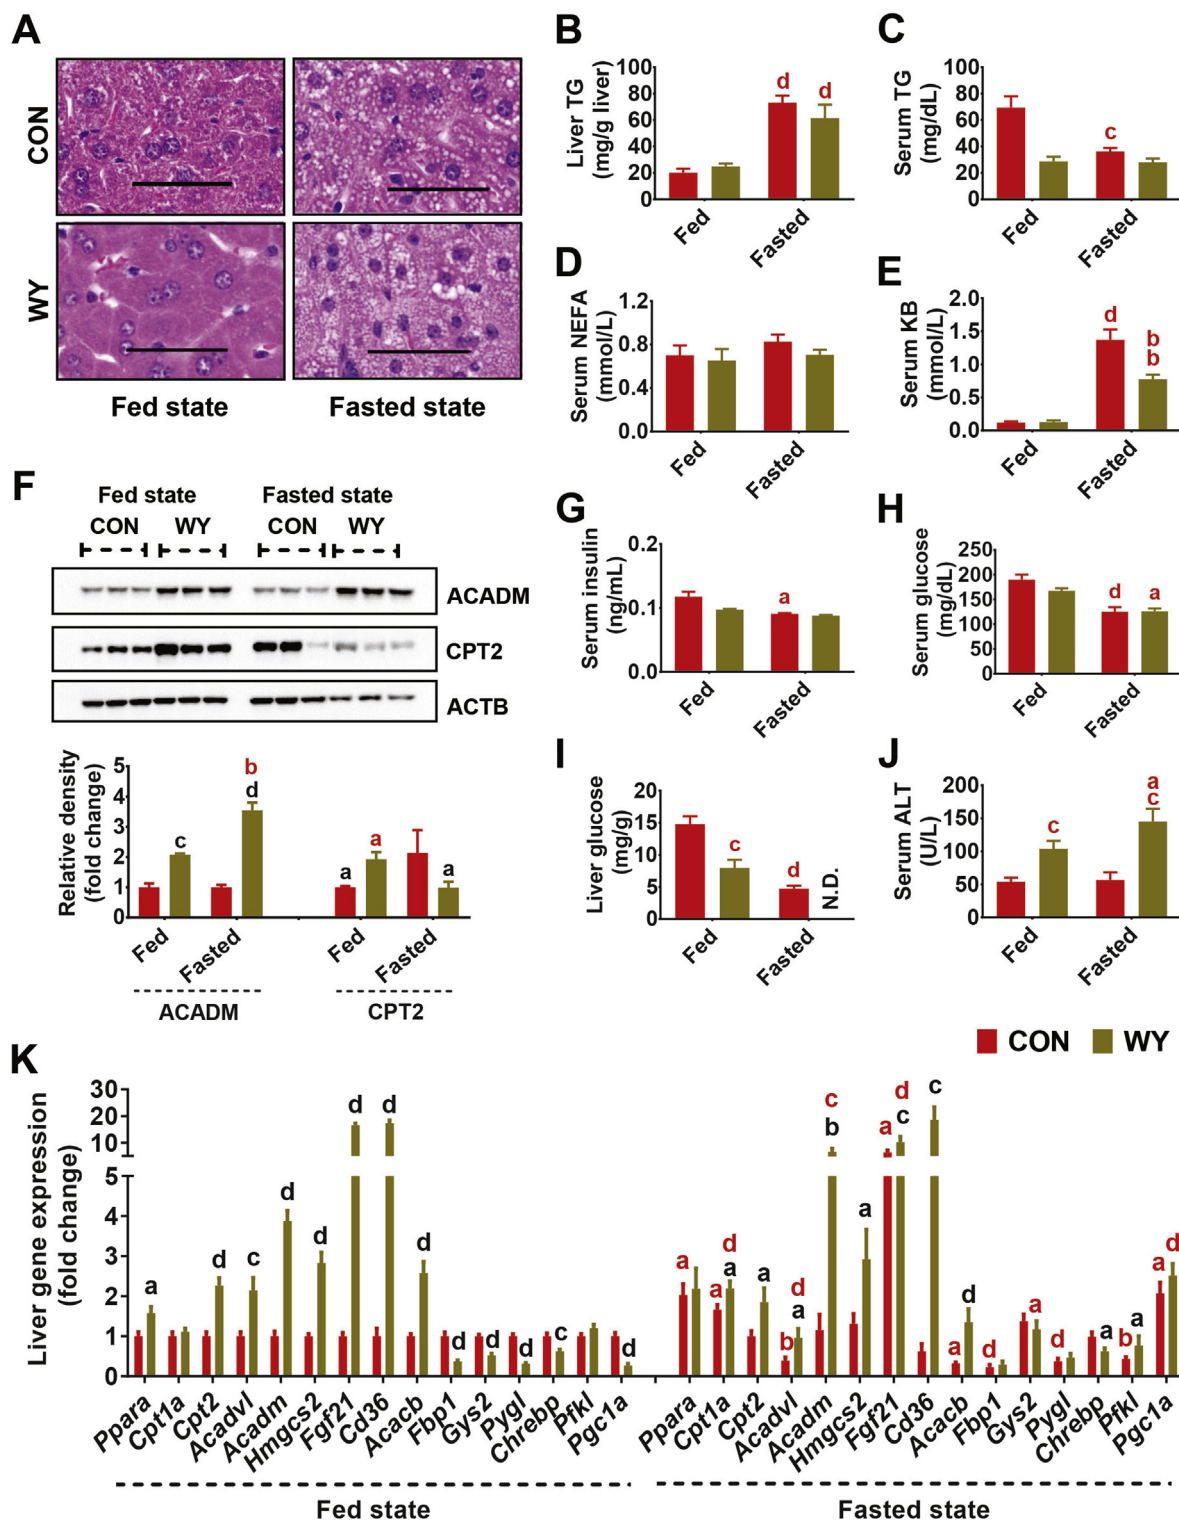 A
CON
WY
Fed state
Fasted state
B
Liver TG
(mg/g liver)
100
80
60
40
20
0
d
d
Fed
Fasted
C
Serum TG
(mg/dL)
100
80
60
40
20
0
c
Fed
Fasted
D
Serum NEFA
(mmol/L)
1.2
0.8
0.4
0.0
Fed
Fasted
E
Serum KB
(mmol/L)
2.0
1.5
1.0
0.5
0.0
d
b
b
Fed
Fasted
F
Fed state
Fasted state
CON
WY
CON
WY
ACADM
CPT2
ACTB
Relative density
(fold change)
5
4
3
2
1
0
c
b
d
a
a
a
Fed
Fasted
Fed
Fasted
ACADM
CPT2
G
Serum insulin
(ng/mL)
0.2
0.1
0.0
a
Fed
Fasted
H
Serum glucose
(mg/dL)
250
200
150
100
50
0
d
a
Fed
Fasted
I
Liver glucose
(mg/g)
20
15
10
5
0
c
d
N.D.
Fed
Fasted
J
Serum ALT
(U/L)
200
150
100
50
0
c
a
c
Fed
Fasted
CON
WY
K
Liver gene expression
(fold change)
30
20
10
5
4
3
2
1
0
a
d
c
d
d
d
d
d
d
d
d
c
d
a
a
d
a
a
b
d
a
c
b
a
a
d
c
c
a
d
d
a
d
a
b
a
a
d
Ppara
Cpt1a
Cpt2
Acadvl
Acadm
Hmgcs2
Fgf21
Cd36
Acacb
Fbp1
Gys2
Pygl
Chrebp
Pfkl
Pgc1a
Ppara
Cpt1a
Cpt2
Acadvl
Acadm
Hmgcs2
Fgf21
Cd36
Acacb
Fbp1
Gys2
Pygl
Chrebp
Pfkl
Pgc1a
Fed state
Fasted state